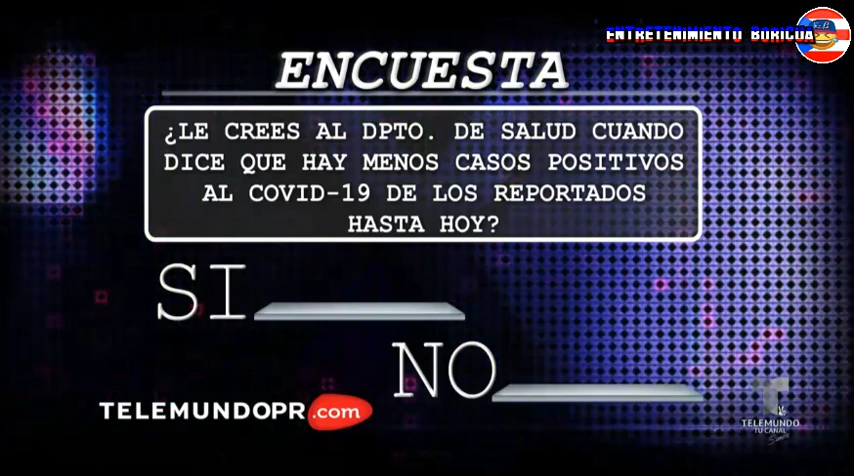 ENTRETENIMIENTO BORICUA
ENCUESTA
¿LE CREES AL DPTO. DE SALUD CUANDO
DICE QUE HAY MENOS CASOS POSITIVOS
AL COVID-19 DE LOS REPORTADOS
HASTA HOY?
SI
NO
TELEMUNDOPR.com
TELEMUNDO
TU CANAL